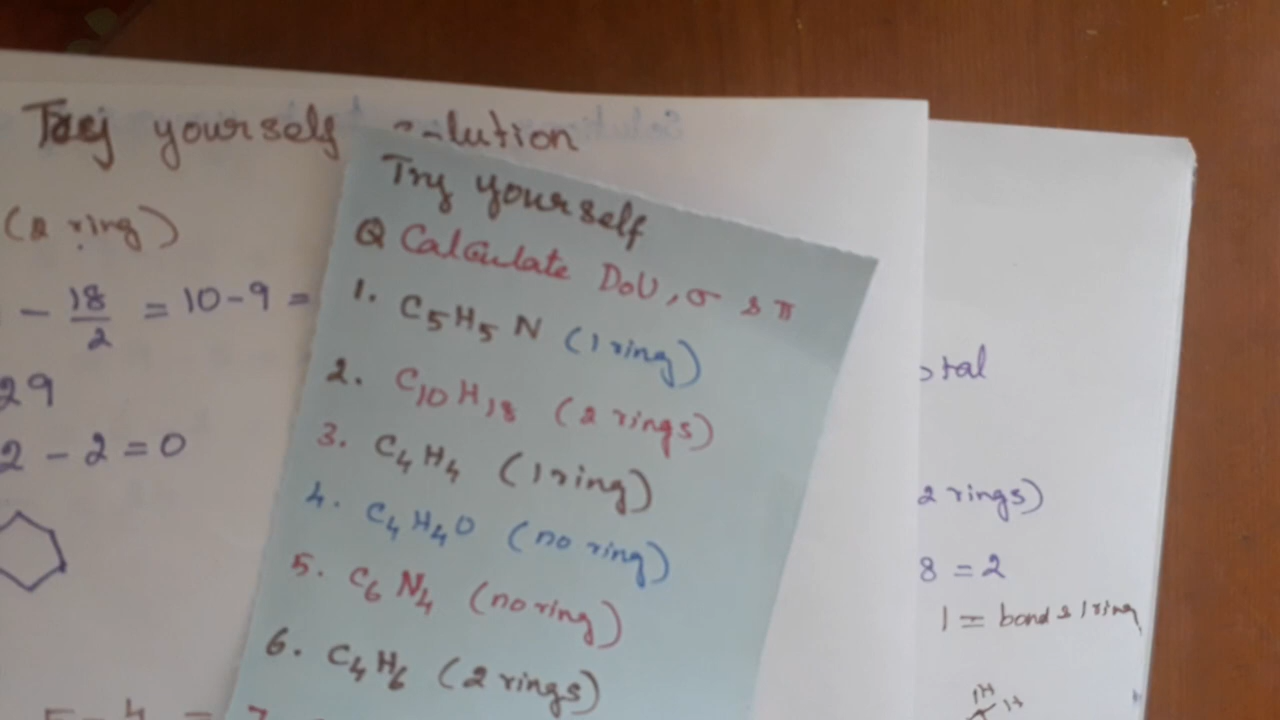 Try yourself solution
(2 ring)
- 18/2 = 10-9 =
29
2 - 2 = 0
Try yourself
Q Calculate DoU, σ & π
1. C5H5N (1 ring)
2. C10H18 (2 rings)
3. C4H4 (1 ring)
4. C4H4O (no ring)
5. C6N4 (no ring)
6. C4H6 (2 rings)
otal
2 rings)
8 = 2
1 = bond & 1 ring
H H